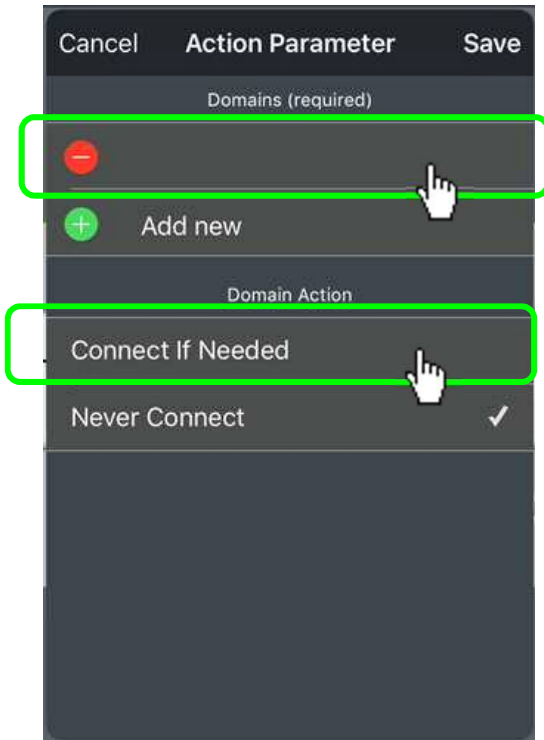 Cancel Action Parameter Save
Domains (required)
Add new
Domain Action
Connect If Needed
Never Connect